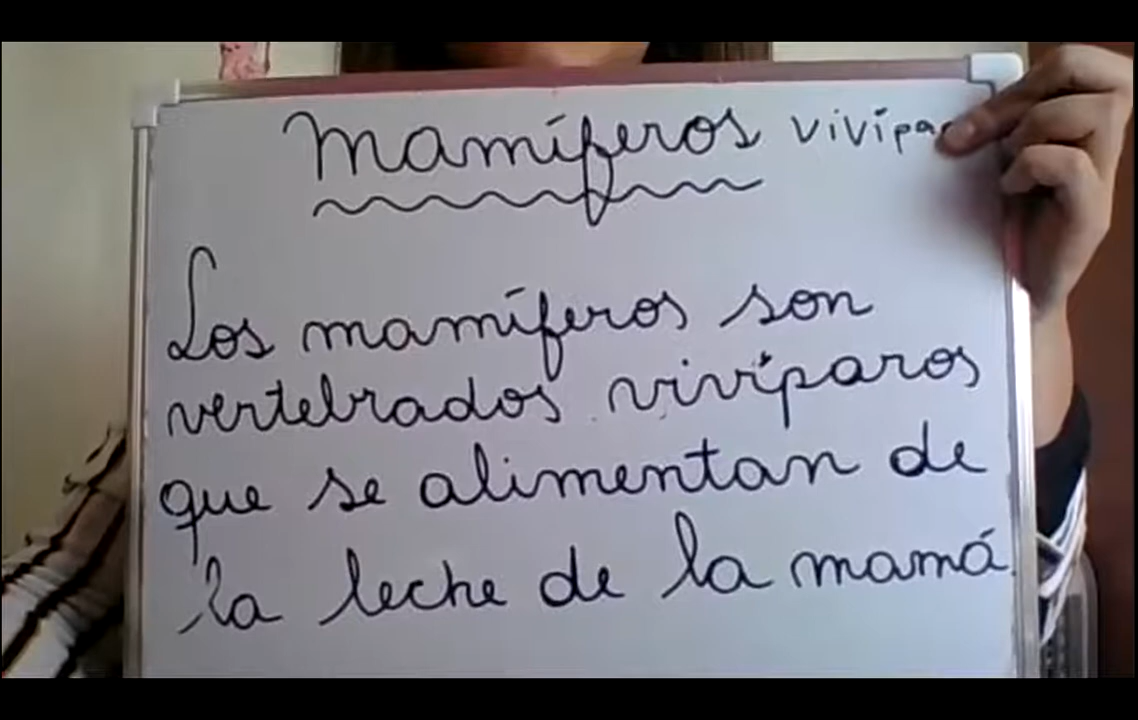 Mamíferos
Los mamíferos son
vertebrados vivíparos
que se alimentan de
la leche de la mamá.